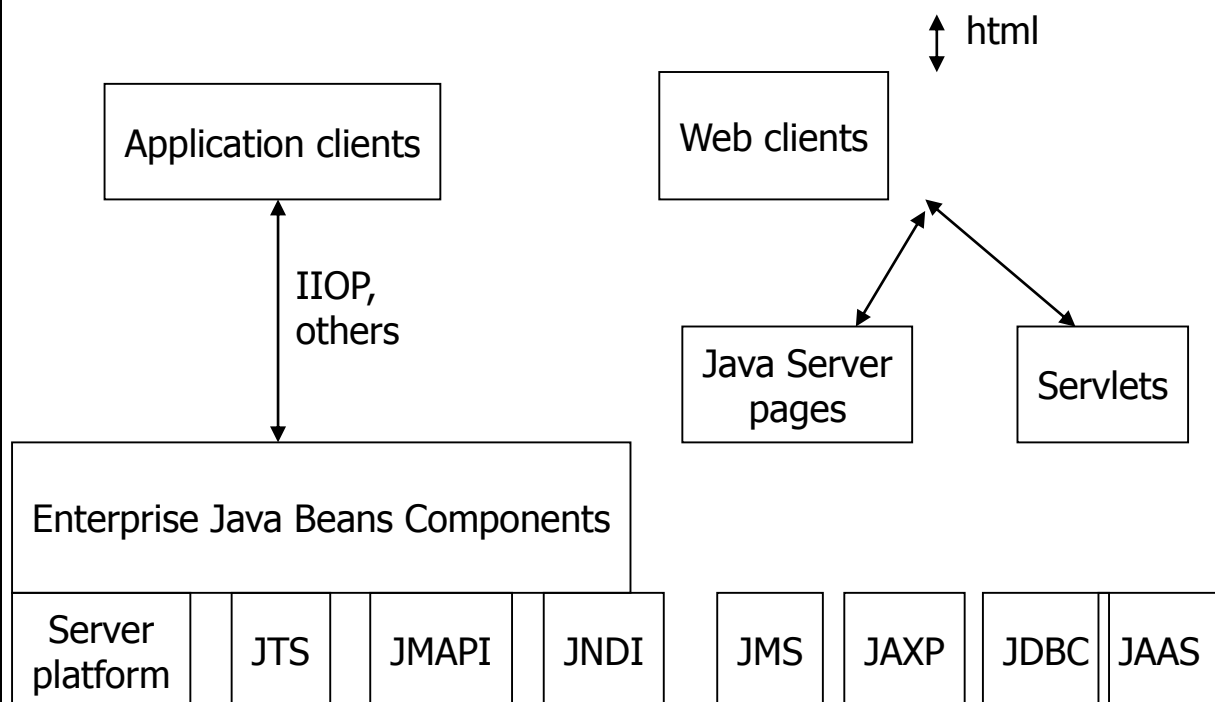 html
Application clients
Web clients
IIOP,
others
Java Server
pages
Servlets
Enterprise Java Beans Components
Server
platform
JTS
JMAPI
JNDI
JMS
JAXP
JDBC
JAAS